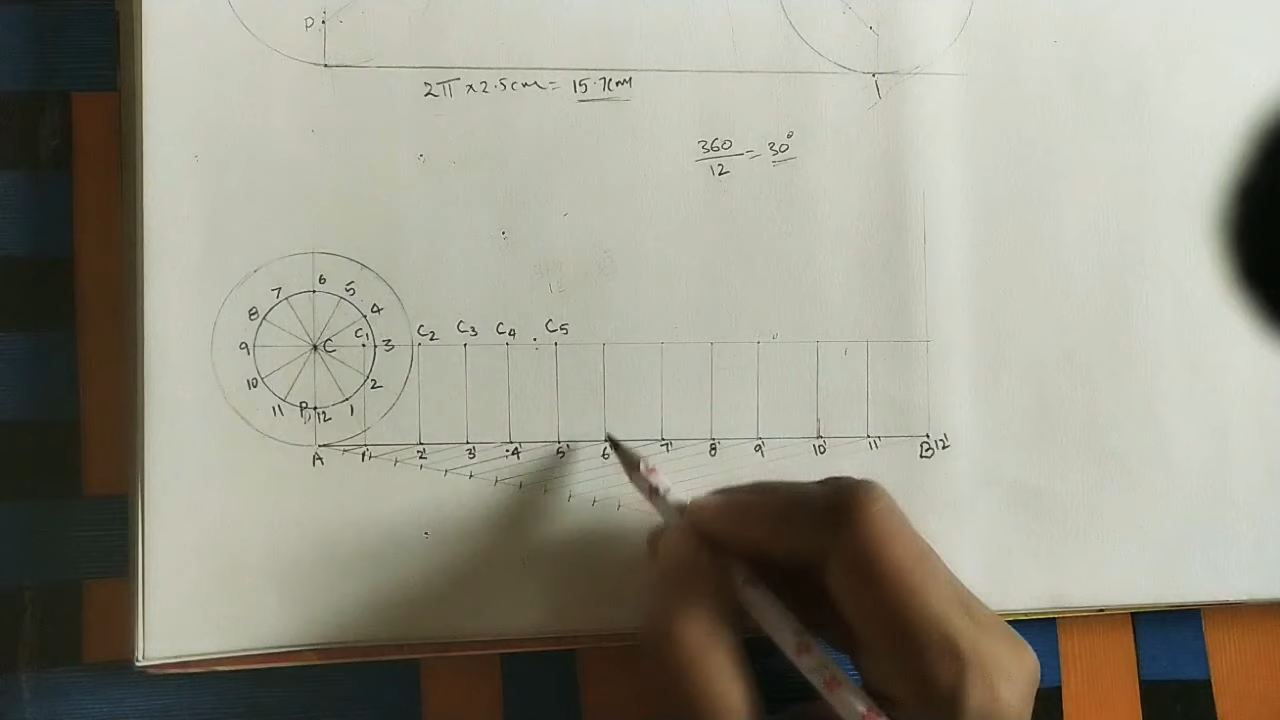 P
2π × 2.5cm = 15.7cm
360
12
= 30°
6
7 5
8 4
C1 C2 C3 C4 C5
9 C 3
10 2
11 P 12 1
A 1' 2' 3' 4' 5' 6' 7' 8' 9' 10' 11' B 12'